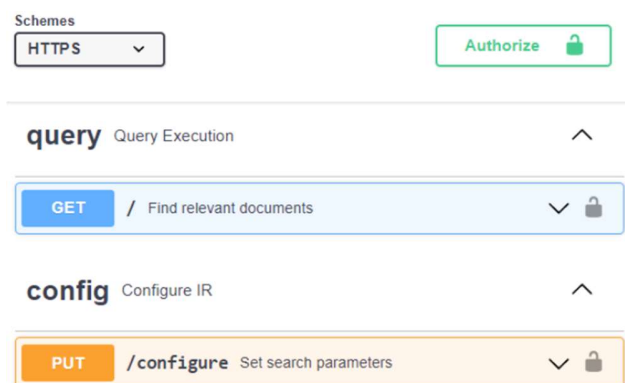 Schemes
HTTPS
Authorize
query Query Execution
GET / Find relevant documents
config Configure IR
PUT /configure Set search parameters